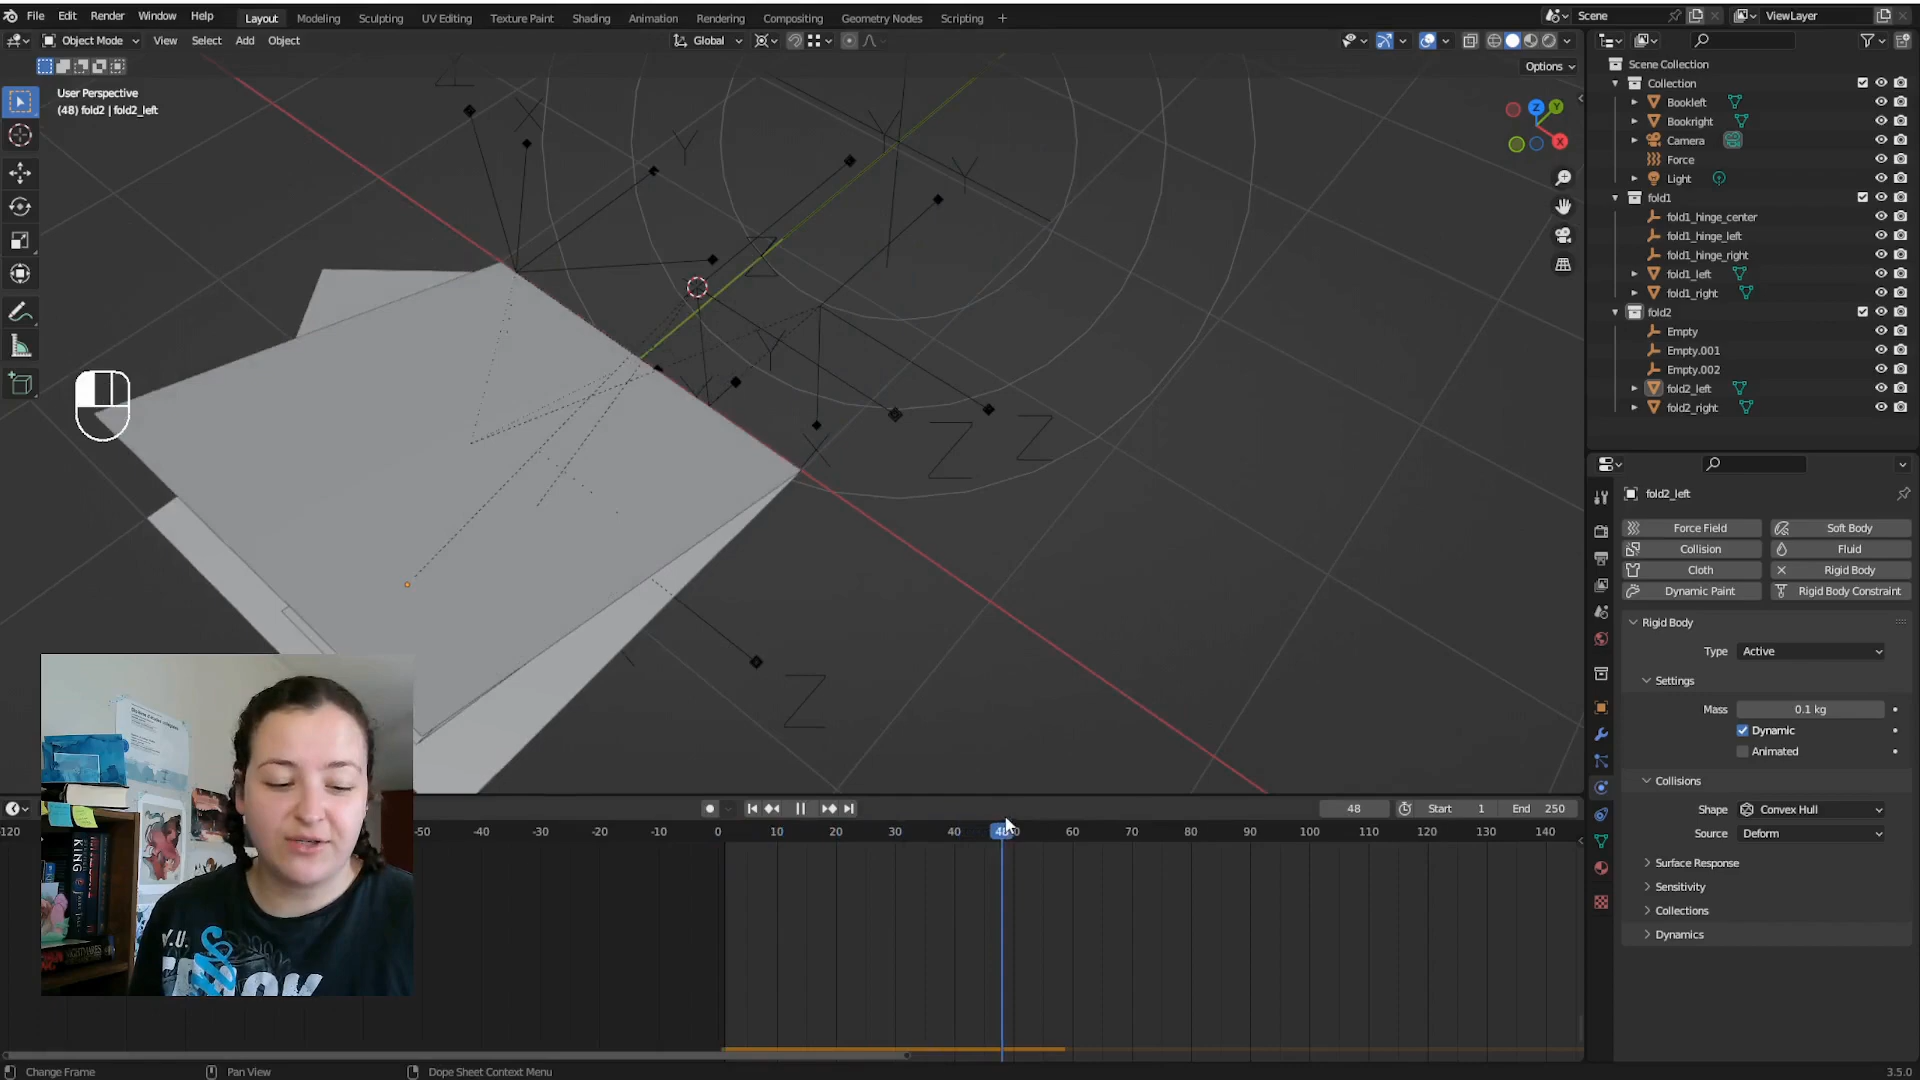 File Edit Render Window Help Layout Modeling Sculpting UV Editing Texture Paint Shading Animation Rendering Compositing Geometry Nodes Scripting + Scene ViewLayer
Object Mode View Select Add Object Global
Options
User Perspective
(48) fold2 | fold2_left
Z X Y Y Y
Z
Y
Z Z
X
Z
Z Y X
Scene Collection
Collection
Bookleft
Bookright
Camera
Force
Light
fold1
fold1_hinge_center
fold1_hinge_left
fold1_hinge_right
fold1_left
fold1_right
fold2
Empty
Empty.001
Empty.002
fold2_left
fold2_right
fold2_left
Force Field Soft Body
Collision Fluid
Cloth Rigid Body
Dynamic Paint Rigid Body Constraint
Rigid Body
Type Active
Settings
Mass 0.1 kg
Dynamic
Animated
Collisions
Shape Convex Hull
Source Deform
Surface Response
Sensitivity
Collections
Dynamics
48 Start 1 End 250
-120 -50 -40 -30 -20 -10 0 10 20 30 40 48 60 70 80 90 100 110 120 130 140
KING
Change Frame Pan View Dope Sheet Context Menu 3.5.0